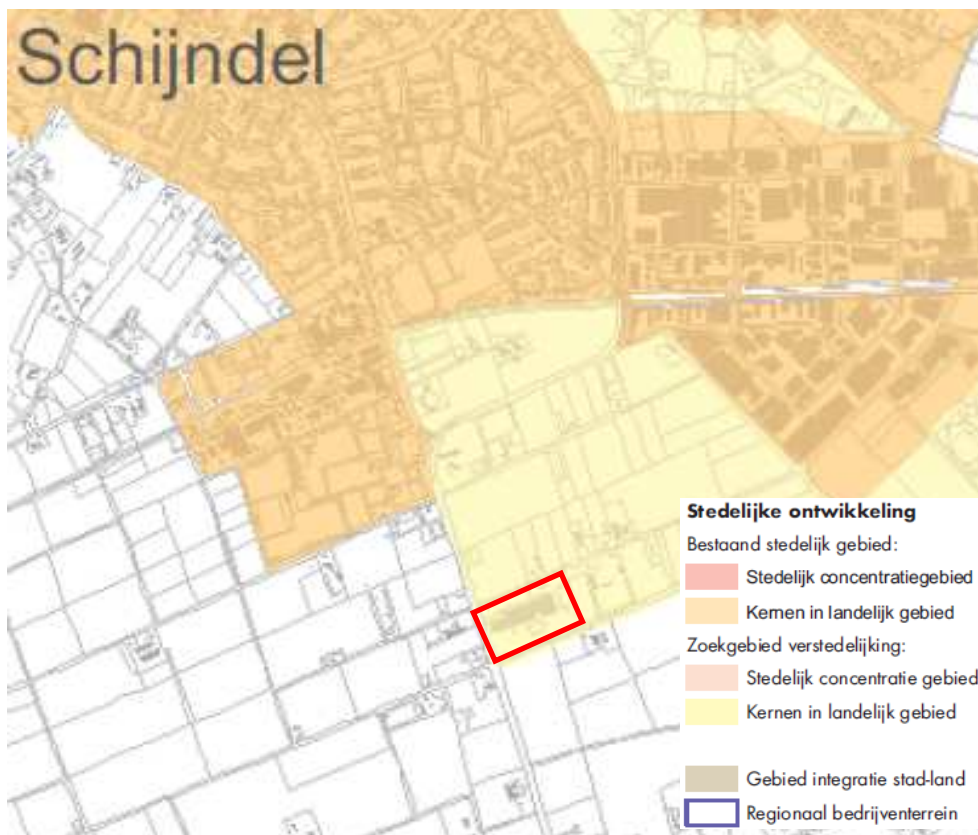 Schijndel
Stedelijke ontwikkeling
Bestaand stedelijk gebied:
Stedelijk concentratiegebied
Kernen in landelijk gebied
Zoekgebied verstedelijking:
Stedelijk concentratie gebied
Kernen in landelijk gebied
Gebied integratie stad-land
Regionaal bedrijventerrein